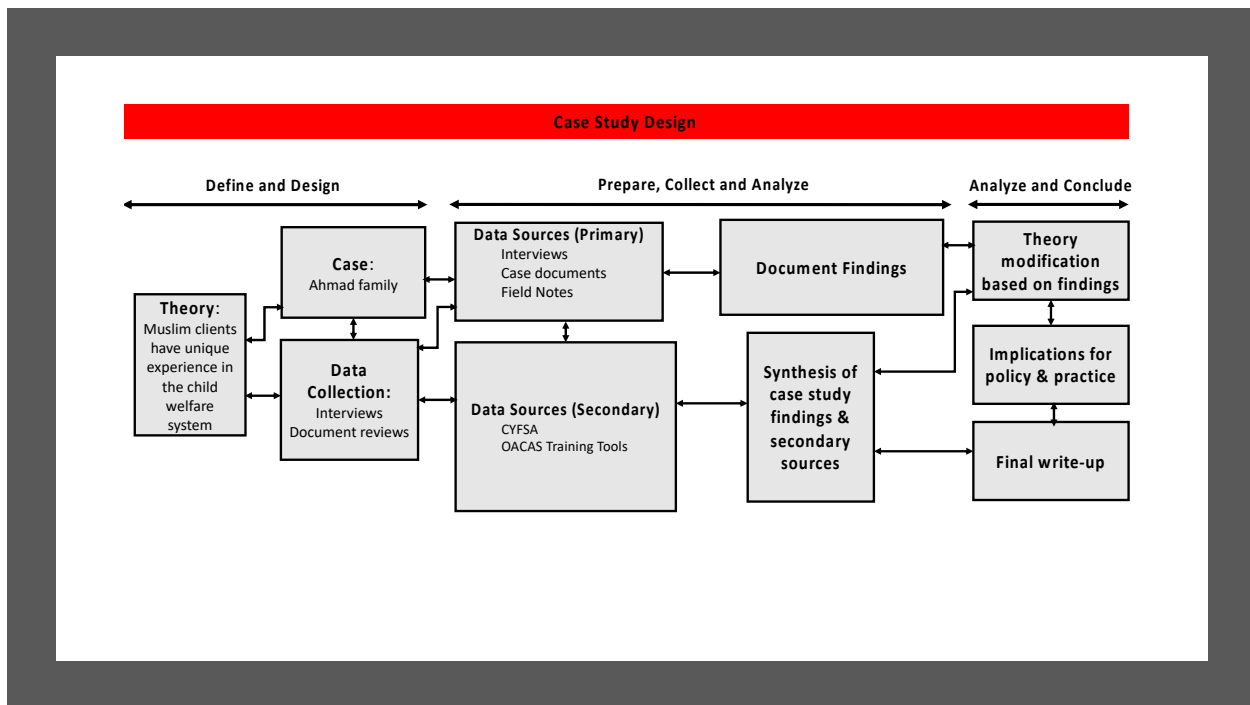 Case Study Design
Define and Design
Prepare, Collect and Analyze
Analyze and Conclude
Theory:
Muslim clients
have unique
experience in
the child
welfare
system
Case:
Ahmad family
Data
Collection:
Interviews
Document reviews
Data Sources (Primary)
Interviews
Case documents
Field Notes
Data Sources (Secondary)
CYFSA
OACAS Training Tools
Document Findings
Synthesis of
case study
findings &
secondary
sources
Theory
modification
based on findings
Implications for
policy & practice
Final write-up